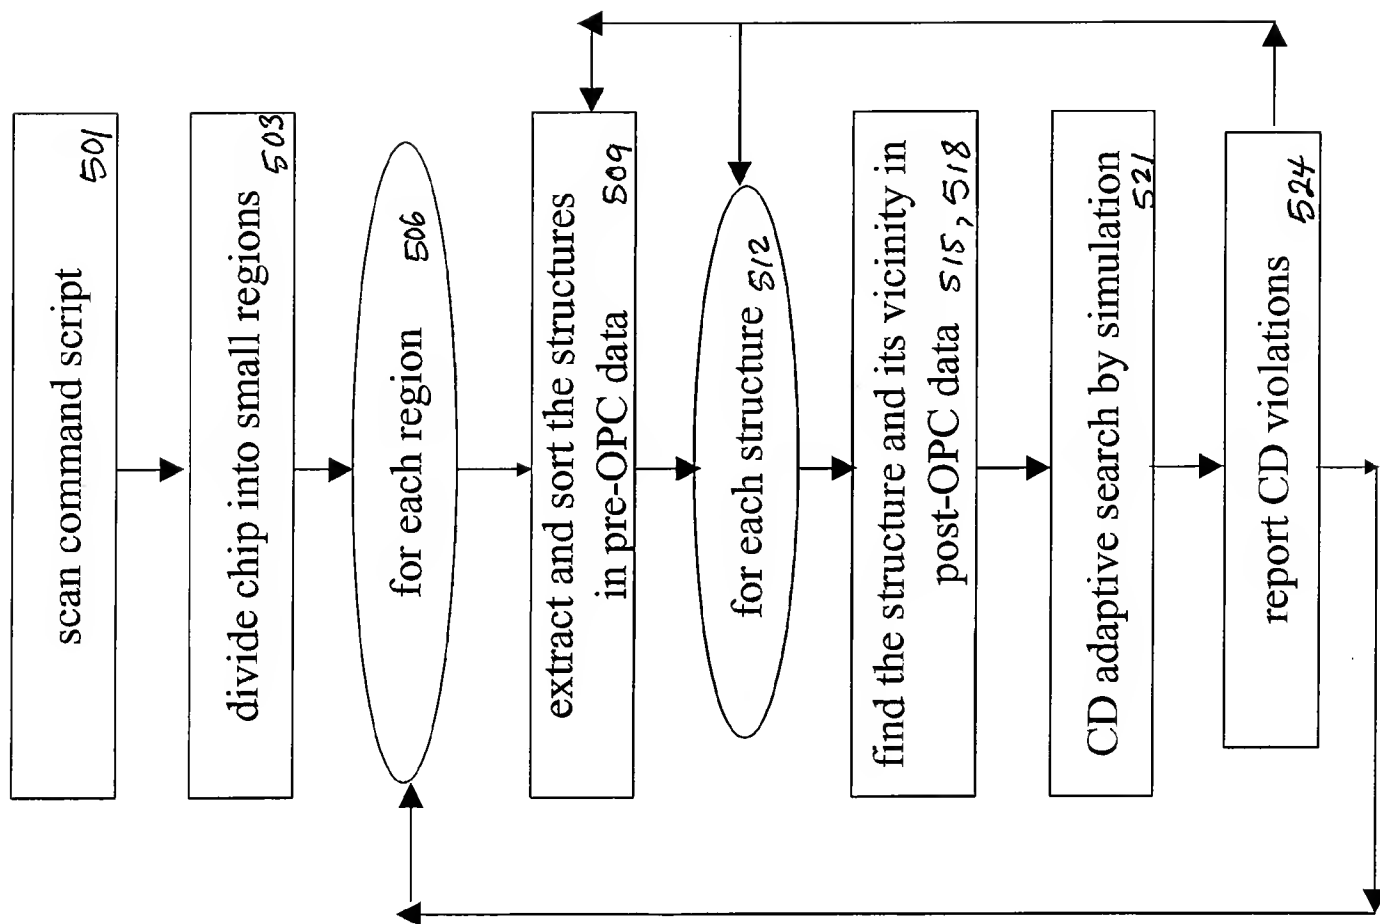 scan command script
501
divide chip into small regions
503
for each region 506
extract and sort the structures
in pre-OPC data 509
for each structure 512
find the structure and its vicinity in
post-OPC data 515, 518
CD adaptive search by simulation
521
report CD violations
524